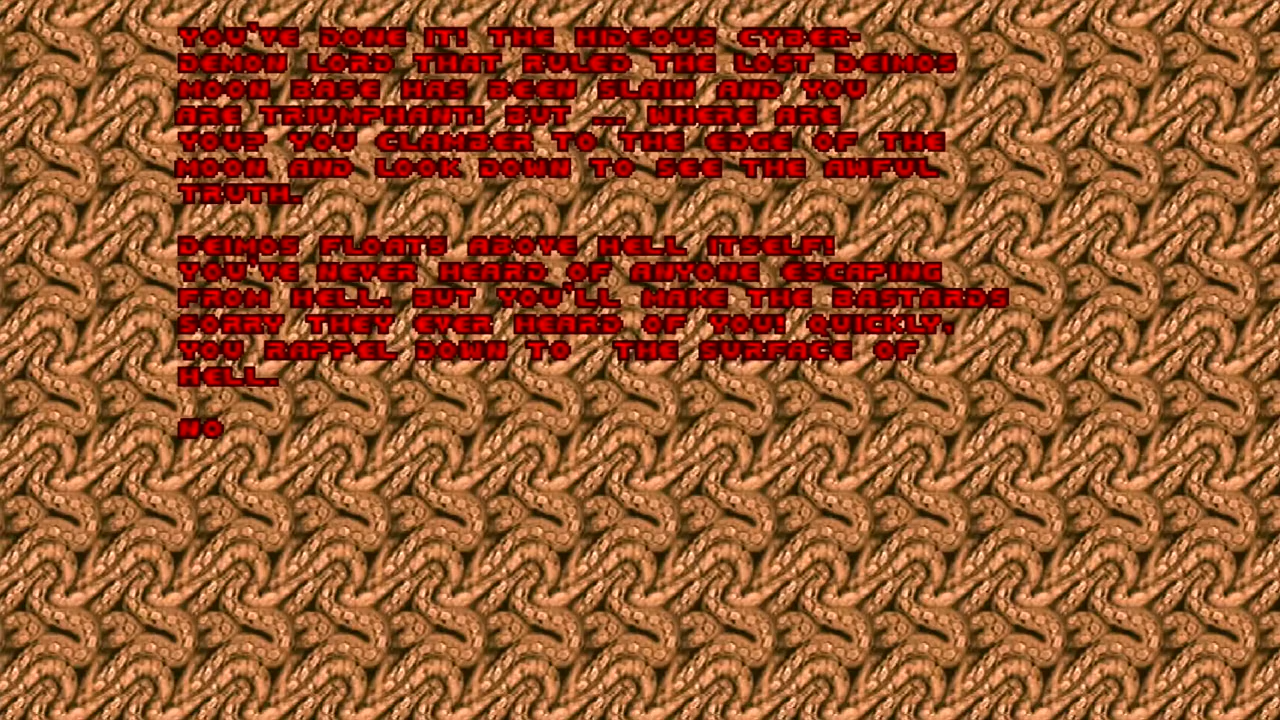 YOU'VE DONE IT! THE HIDEOUS CYBER-
DEMON LORD THAT RULED THE LOST DEIMOS
MOON BASE HAS BEEN SLAIN AND YOU
ARE TRIUMPHANT! BUT ... WHERE ARE
YOU? YOU CLAMBER TO THE EDGE OF THE
MOON AND LOOK DOWN TO SEE THE AWFUL
TRUTH.
DEIMOS FLOATS ABOVE HELL ITSELF!
YOU'VE NEVER HEARD OF ANYONE ESCAPING
FROM HELL, BUT YOU'LL MAKE THE BASTARDS
SORRY THEY EVER HEARD OF YOU! QUICKLY,
YOU RAPPEL DOWN TO THE SURFACE OF
HELL.
NO